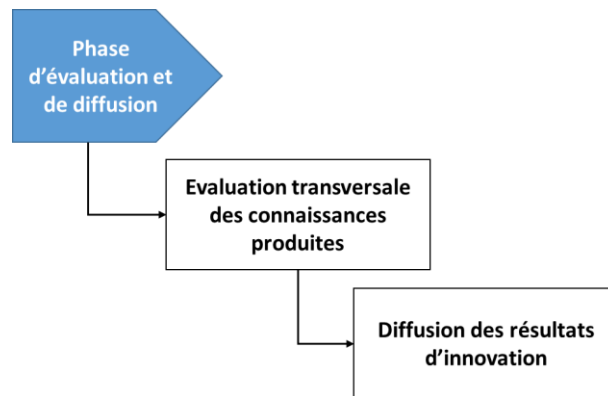 Phase
d’évaluation et
de diffusion
Evaluation transversale
des connaissances
produites
Diffusion des résultats
d’innovation